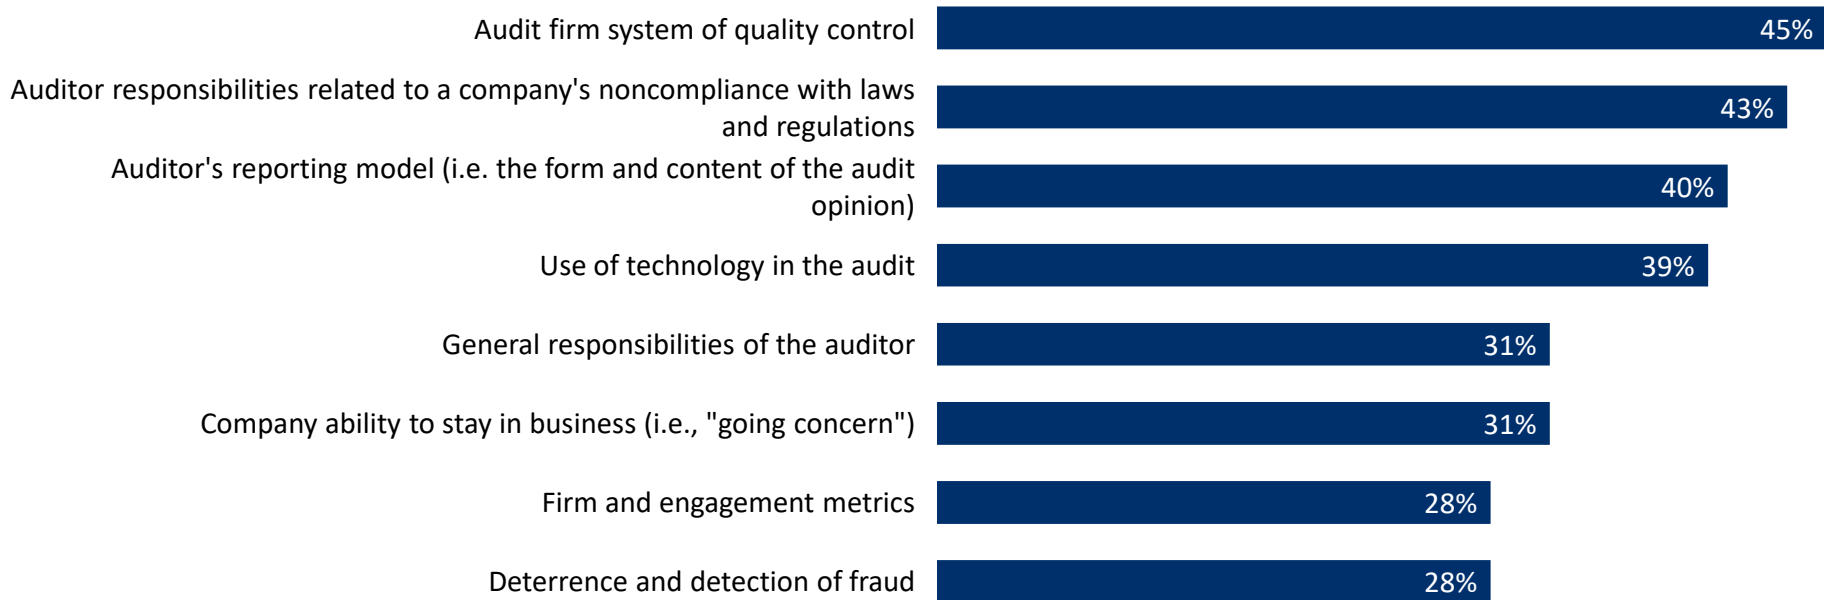 Audit firm system of quality control 45%
Auditor responsibilities related to a company's noncompliance with laws
and regulations 43%
Auditor's reporting model (i.e. the form and content of the audit
opinion) 40%
Use of technology in the audit 39%
General responsibilities of the auditor 31%
Company ability to stay in business (i.e., "going concern") 31%
Firm and engagement metrics 28%
Deterrence and detection of fraud 28%